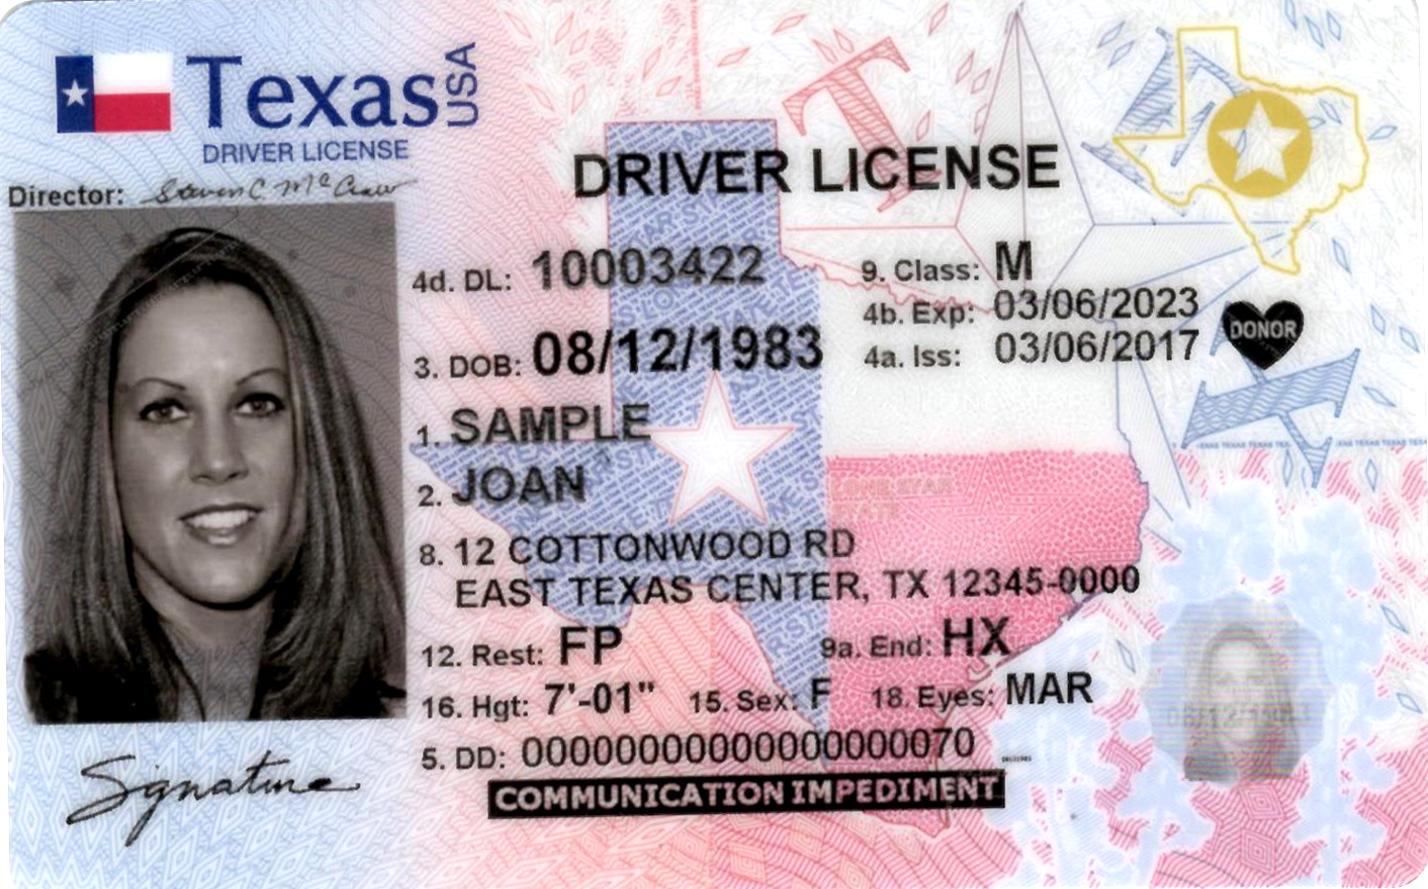 Texas USA
DRIVER LICENSE
Director: Steven C. McCraw
DRIVER LICENSE
4d. DL: 10003422
9. Class: M
4b. Exp: 03/06/2023
3. DOB: 08/12/1983
4a. Iss: 03/06/2017
DONOR
1. SAMPLE
2. JOAN
8. 12 COTTONWOOD RD
EAST TEXAS CENTER, TX 12345-0000
12. Rest: FP
9a. End: HX
16. Hgt: 7'-01" 15. Sex: F 18. Eyes: MAR
5. DD: 00000000000000000070
COMMUNICATION IMPEDIMENT
Signature
08/12/1983